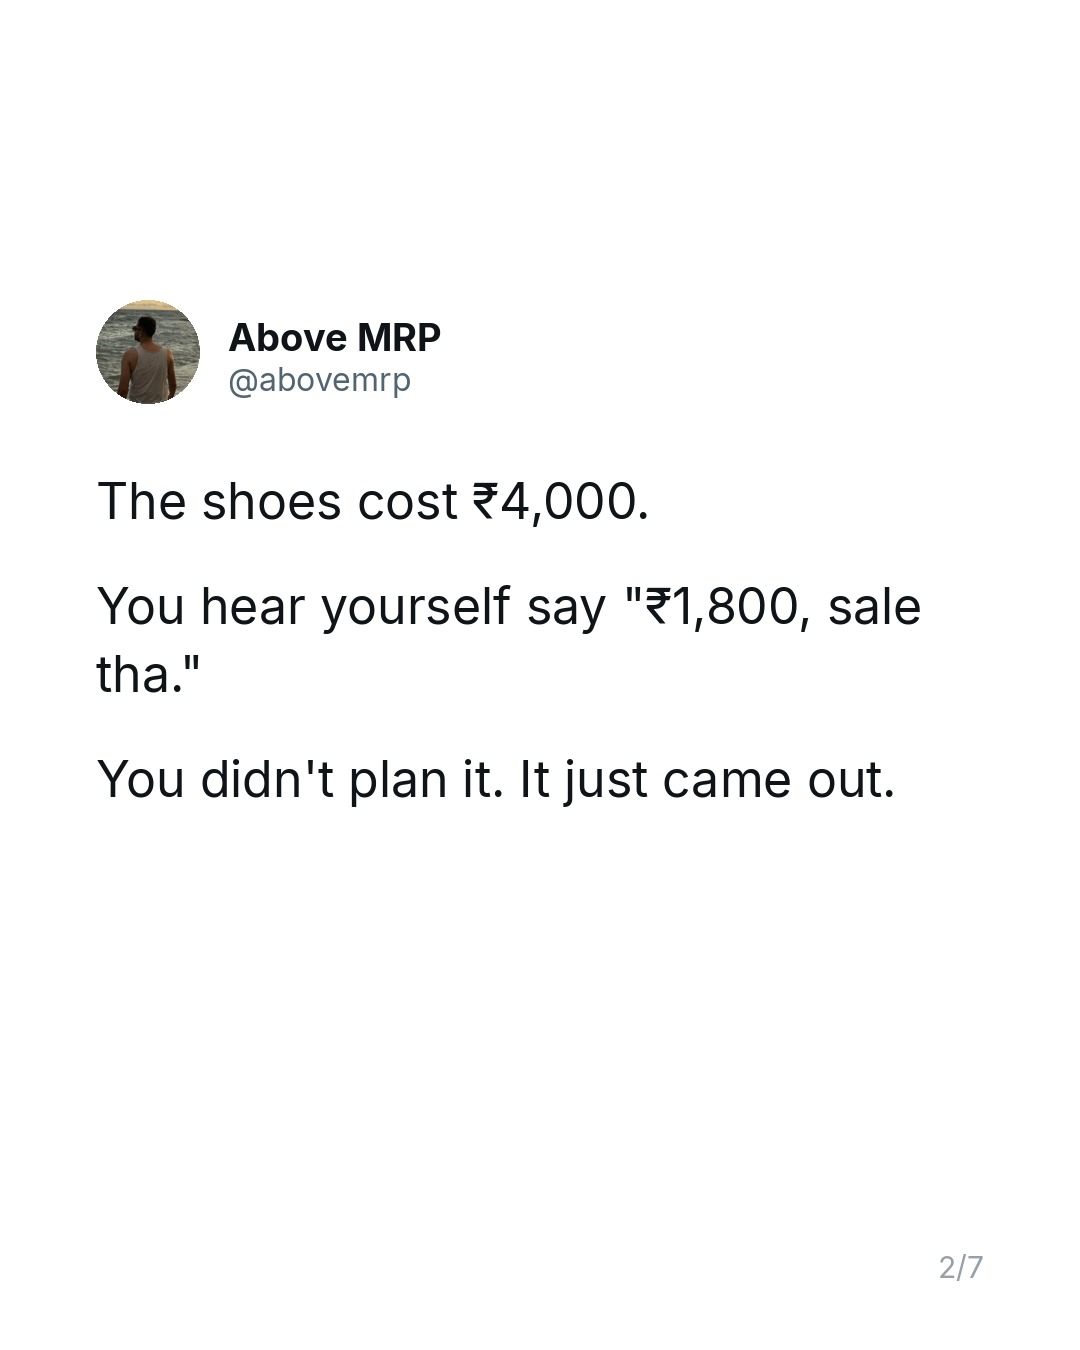 Above MRP
@abovemrp
The shoes cost ₹4,000.
You hear yourself say "₹1,800, sale
tha."
You didn't plan it. It just came out.
2/7